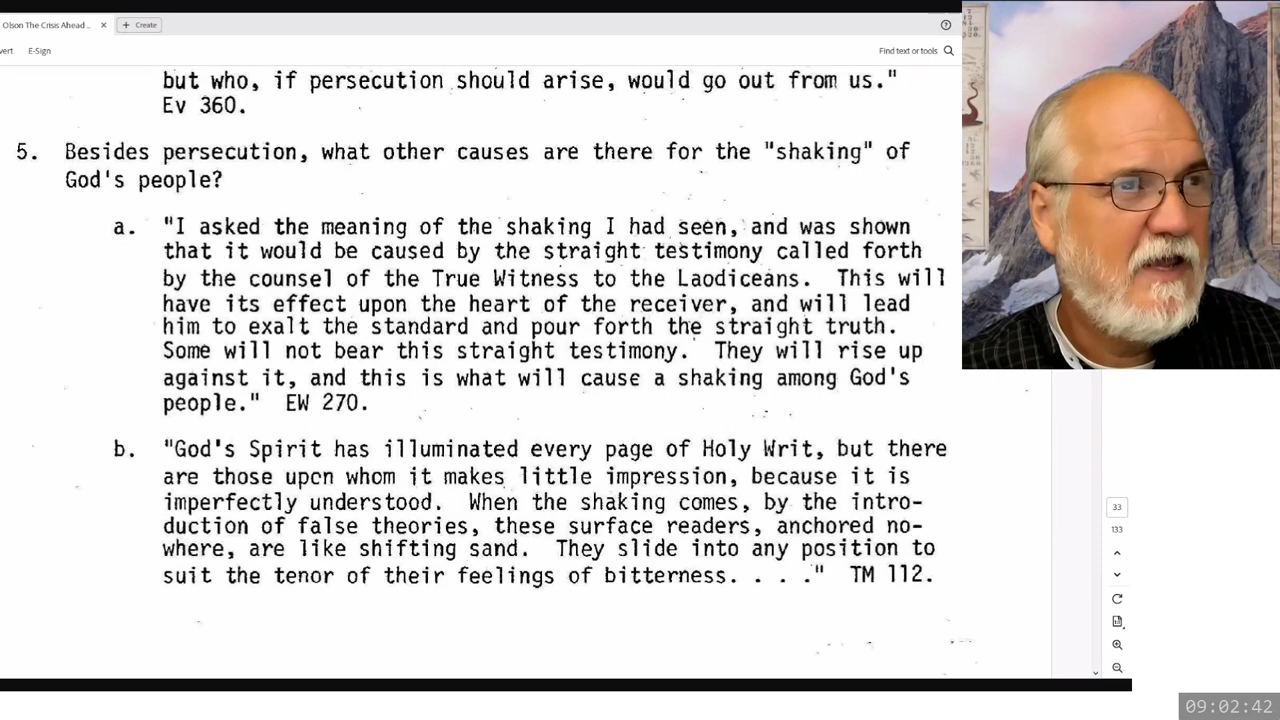 Olson The Crisis Ahead ..
Create
vert
E-Sign
Find text or tools
but who, if persecution should arise, would go out from us."
Ev 360.
5. Besides persecution, what other causes are there for the "shaking" of
God's people?
a. "I asked the meaning of the shaking I had seen, and was shown
that it would be caused by the straight testimony called forth
by the counsel of the True Witness to the Laodiceans. This will
have its effect upon the heart of the receiver, and will lead
him to exalt the standard and pour forth the straight truth.
Some will not bear this straight testimony. They will rise up
against it, and this is what will cause a shaking among God's
people." EW 270.
b. "God's Spirit has illuminated every page of Holy Writ, but there
are those upon whom it makes little impression, because it is
imperfectly understood. When the shaking comes, by the intro-
duction of false theories, these surface readers, anchored no-
where, are like shifting sand. They slide into any position to
suit the tenor of their feelings of bitterness. . . ." TM 112.
33
133
09:02:42